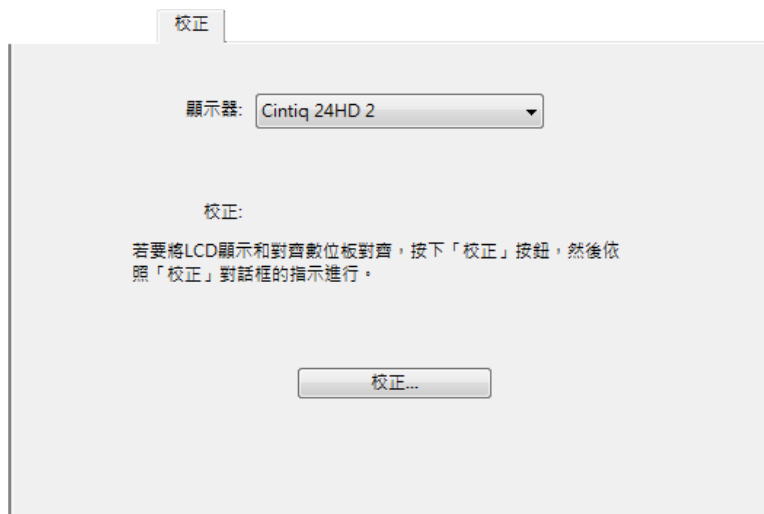 校正
顯示器: Cintiq 24HD 2
校正:
若要將LCD顯示和對齊數位板對齊，按下「校正」按鈕，然後依
照「校正」對話框的指示進行。
校正...